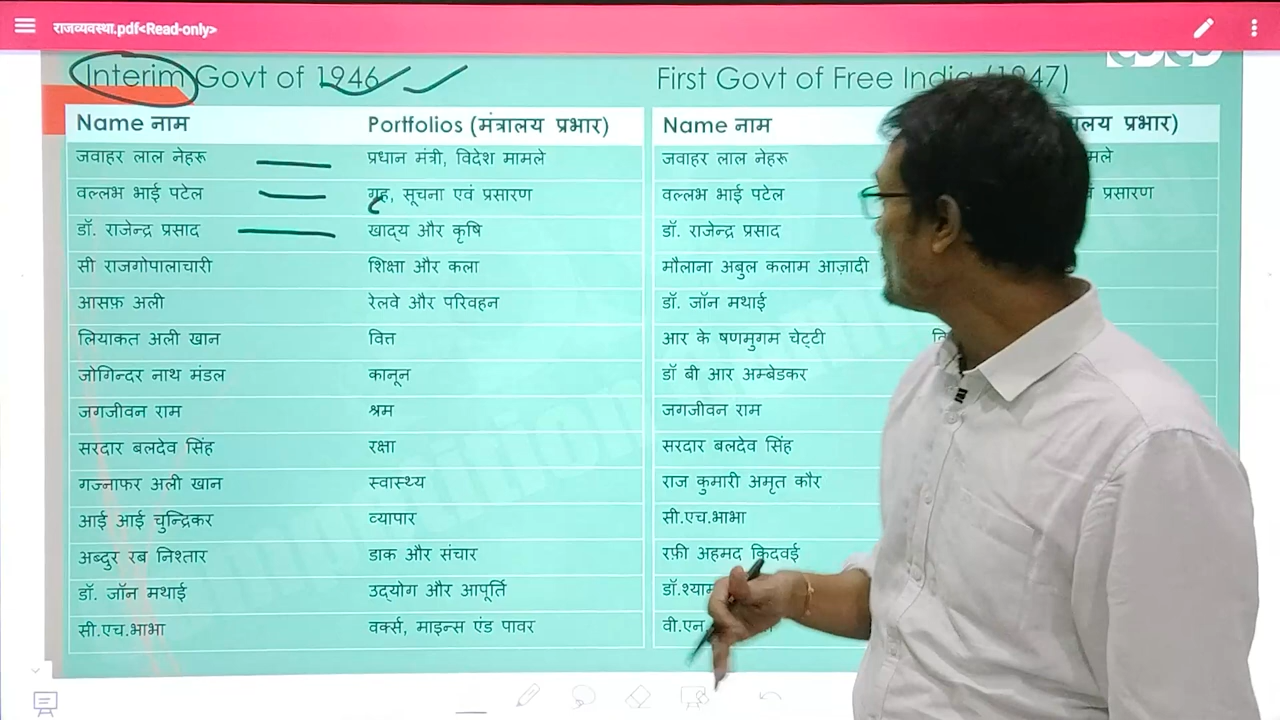 राजव्यवस्था.pdf<Read-only>
Interim Govt of 1946
Name नाम Portfolios (मंत्रालय प्रभार)
जवाहर लाल नेहरू प्रधान मंत्री, विदेश मामले
वल्लभ भाई पटेल गृह, सूचना एवं प्रसारण
डॉ. राजेन्द्र प्रसाद खाद्य और कृषि
सी राजगोपालाचारी शिक्षा और कला
आसफ़ अली रेलवे और परिवहन
लियाकत अली खान वित्त
जोगिन्दर नाथ मंडल कानून
जगजीवन राम श्रम
सरदार बलदेव सिंह रक्षा
गज्नाफर अली खान स्वास्थ्य
आई आई चुन्द्रिकर व्यापार
अब्दुर रब निश्तार डाक और संचार
डॉ. जॉन मथाई उद्योग और आपूर्ति
सी.एच.भाभा वर्क्स, माइन्स एंड पावर
First Govt of Free India (1947)
Name नाम प्रभार)
जवाहर लाल नेहरू
वल्लभ भाई पटेल प्रसारण
डॉ. राजेन्द्र प्रसाद
मौलाना अबुल कलाम आज़ादी
डॉ. जॉन मथाई
आर के षणमुगम चेट्टी
डॉ बी आर अम्बेडकर
जगजीवन राम
सरदार बलदेव सिंह
राज कुमारी अमृत कौर
सी.एच.भाभा
रफ़ी अहमद किदवई